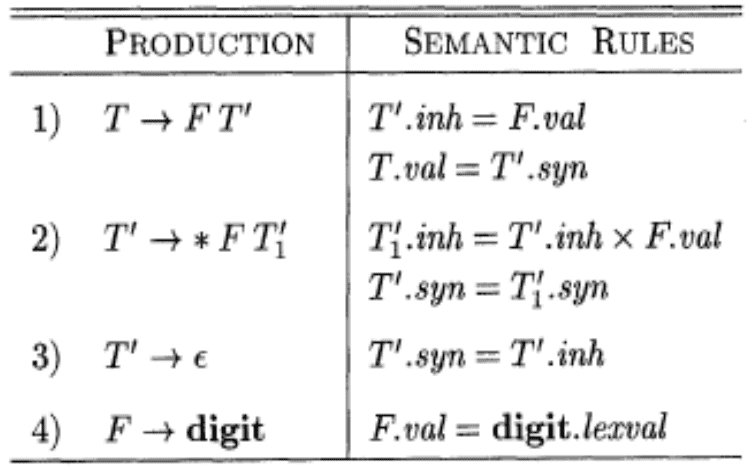 PRODUCTION SEMANTIC RULES
1) T → F T′ T′.inh = F.val
T.val = T′.syn
2) T′ → * F T′₁ T′₁.inh = T′.inh × F.val
T′.syn = T′₁.syn
3) T′ → ϵ T′.syn = T′.inh
4) F → digit F.val = digit.lexval